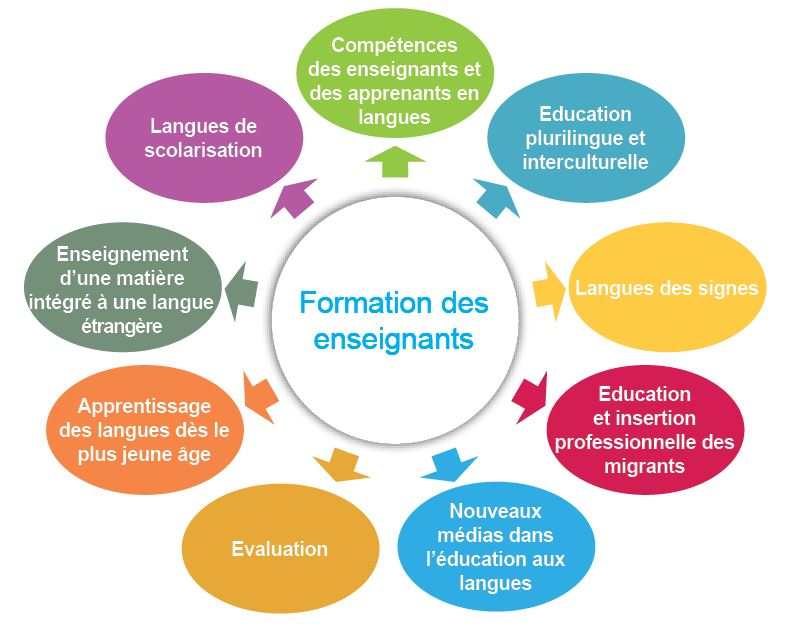 Compétences
des enseignants et
des apprenants en
langues
Education
plurilingue et
interculturelle
Langues des signes
Education
et insertion
professionnelle des
migrants
Nouveaux
médias dans
l’éducation aux
langues
Evaluation
Apprentissage
des langues dès le
plus jeune âge
Enseignement
d’une matière
intégré à une langue
étrangère
Langues de
scolarisation
Formation des
enseignants